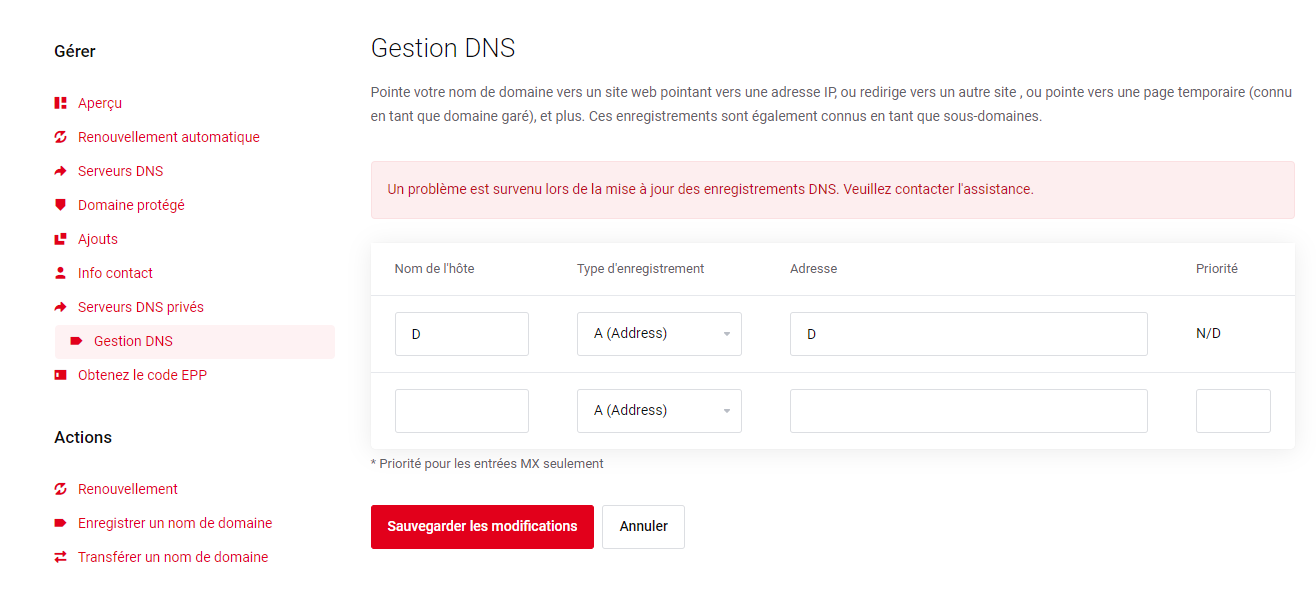 Gérer
Aperçu
Renouvellement automatique
Serveurs DNS
Domaine protégé
Ajouts
Info contact
Serveurs DNS privés
Gestion DNS
Obtenez le code EPP
Actions
Renouvellement
Enregistrer un nom de domaine
Transférer un nom de domaine
Gestion DNS
Pointe votre nom de domaine vers un site web pointant vers une adresse IP, ou redirige vers un autre site , ou pointe vers une page temporaire (connu
en tant que domaine garé), et plus. Ces enregistrements sont également connus en tant que sous-domaines.
Un problème est survenu lors de la mise à jour des enregistrements DNS. Veuillez contacter l'assistance.
Nom de l'hôte Type d'enregistrement Adresse Priorité
D A (Address) D N/D
A (Address)
* Priorité pour les entrées MX seulement
Sauvegarder les modifications Annuler